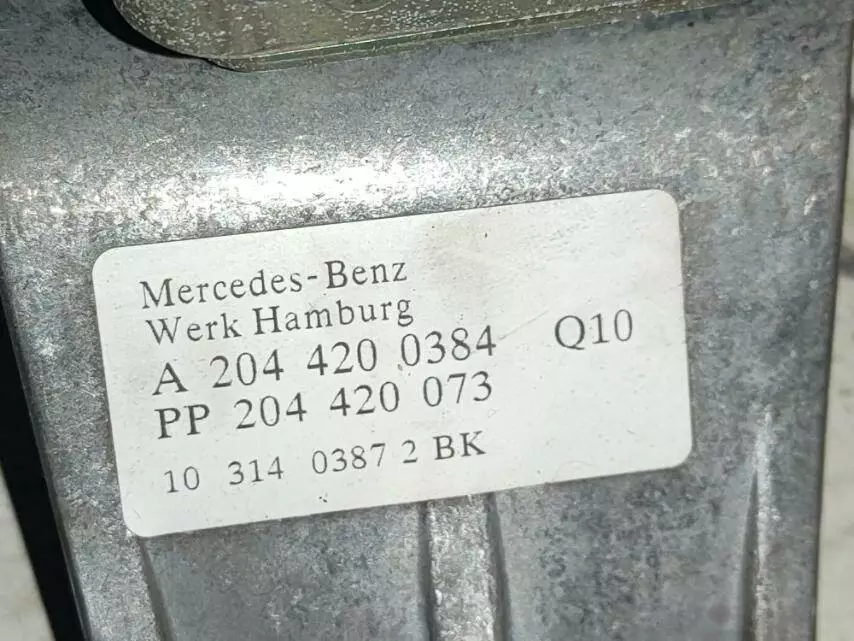 Mercedes-Benz
Werk Hamburg
A 204 420 0384 Q10
PP 204 420 073
10 314 0387 2 BK